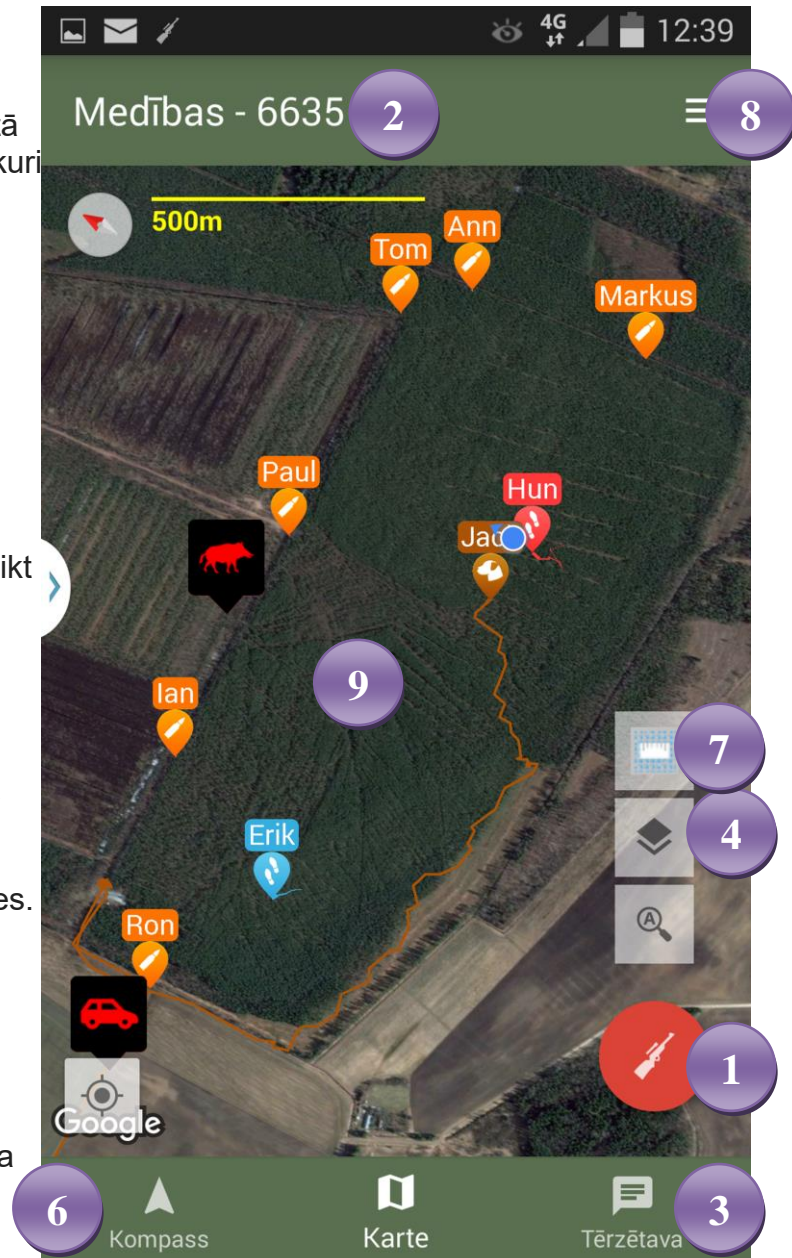 4G
12:39
Medības - 6635
2
8
tā
kuri
500m
Ann
Tom
Markus
Paul
Hun
ikt
Ian
9
7
4
Erik
es.
Ron
A
1
Google
a
6
3
Kompass
Karte
Tērzētava